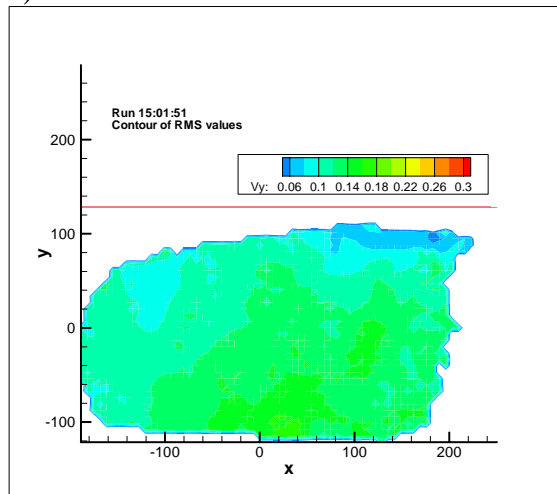 )
Run 15:01:51
Contour of RMS values
Vy: 0.06 0.1 0.14 0.18 0.22 0.26 0.3
200
100
y
0
-100
-100 0 100 200
x